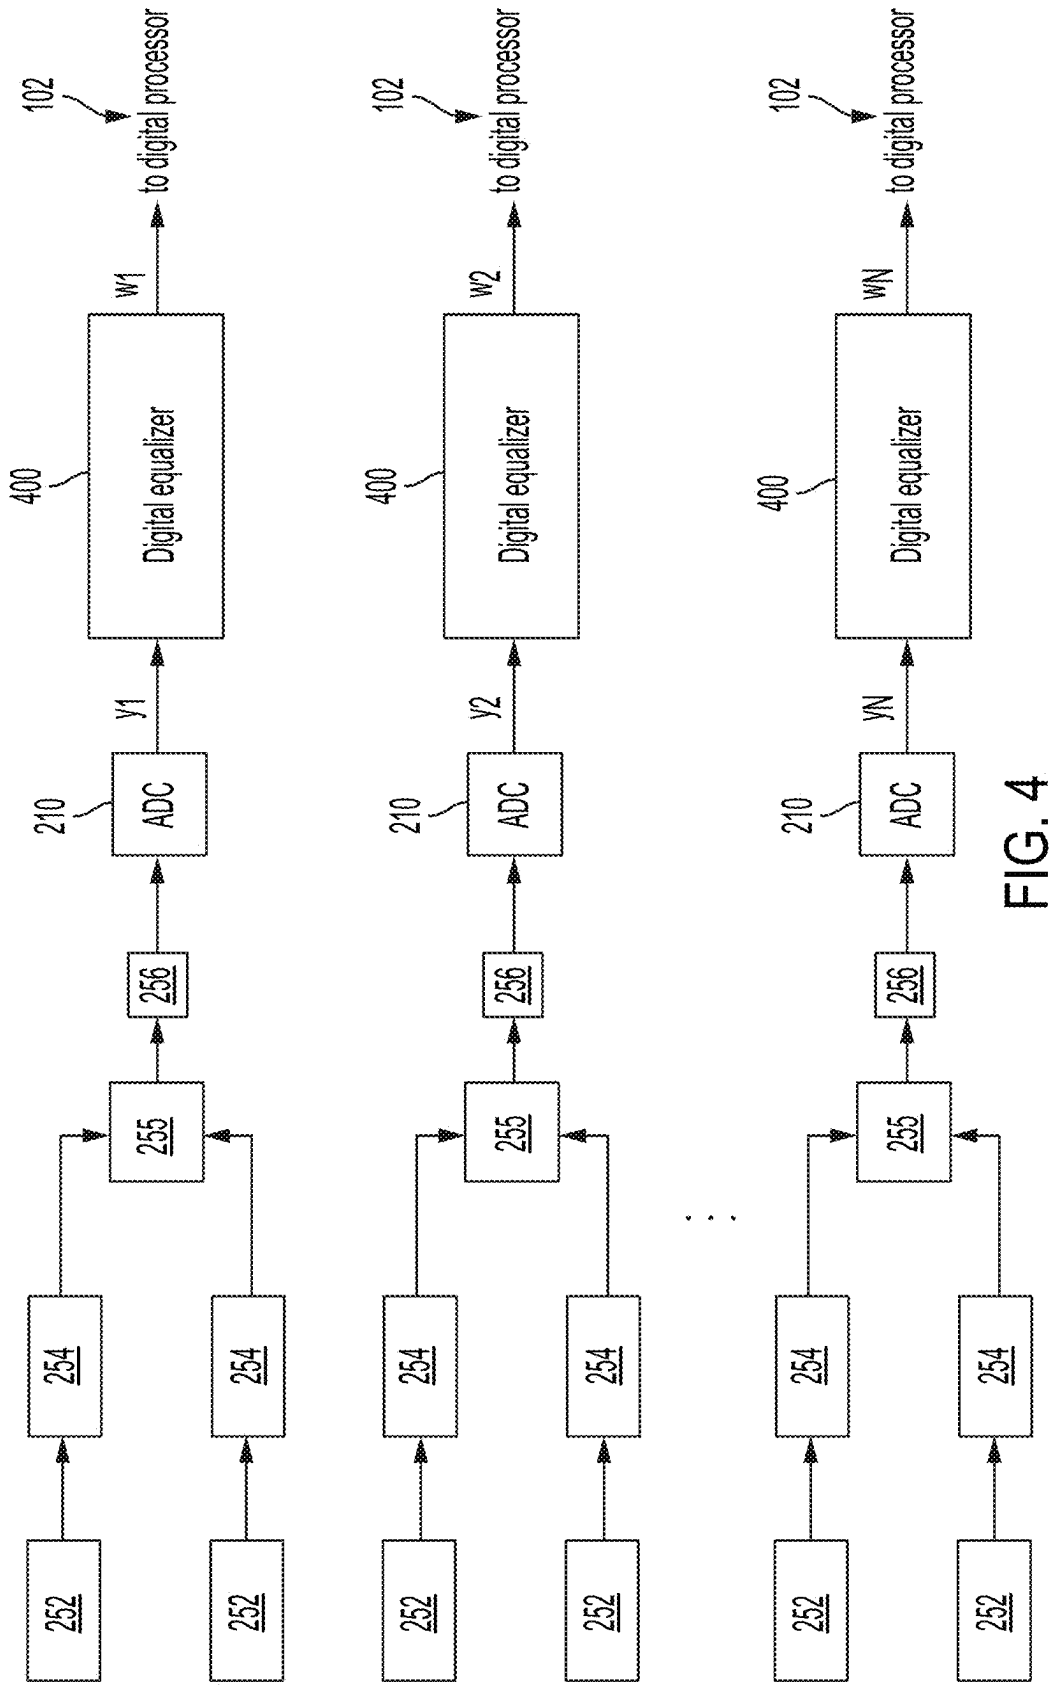 252
254
252
254
255
256
210
ADC
y1
400
Digital equalizer
w1
102
to digital processor
252
254
252
254
255
256
210
ADC
y2
400
Digital equalizer
w2
102
to digital processor
. . .
252
254
252
254
255
256
210
ADC
yN
400
Digital equalizer
wN
102
to digital processor
FIG. 4